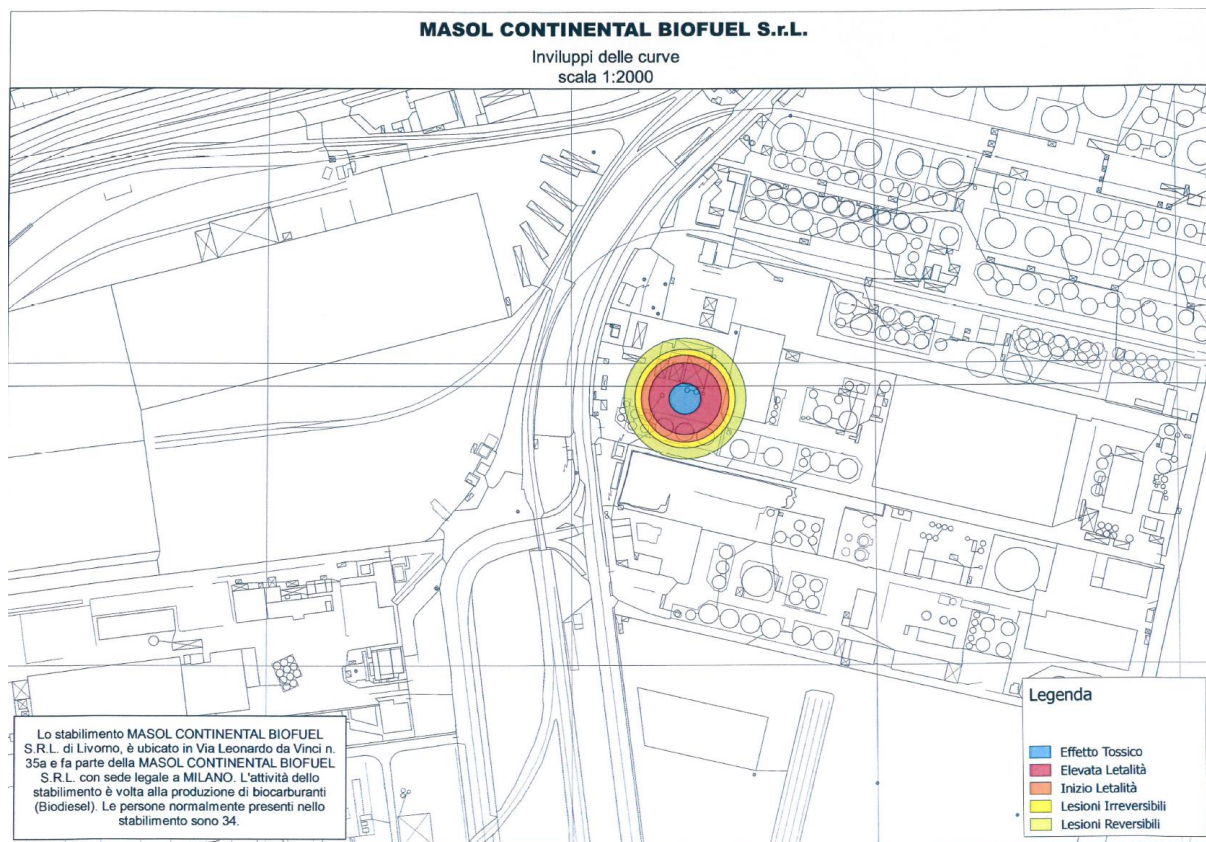 MASOL CONTINENTAL BIOFUEL S.r.L.
Inviluppi delle curve
scala 1:2000
Lo stabilimento MASOL CONTINENTAL BIOFUEL
S.R.L. di Livorno, è ubicato in Via Leonardo da Vinci n.
35a e fa parte della MASOL CONTINENTAL BIOFUEL
S.R.L. con sede legale a MILANO. L'attività dello
stabilimento è volta alla produzione di biocarburanti
(Biodiesel). Le persone normalmente presenti nello
stabilimento sono 34.
Legenda
Effetto Tossico
Elevata Letalità
Inizio Letalità
Lesioni Irreversibili
Lesioni Reversibili